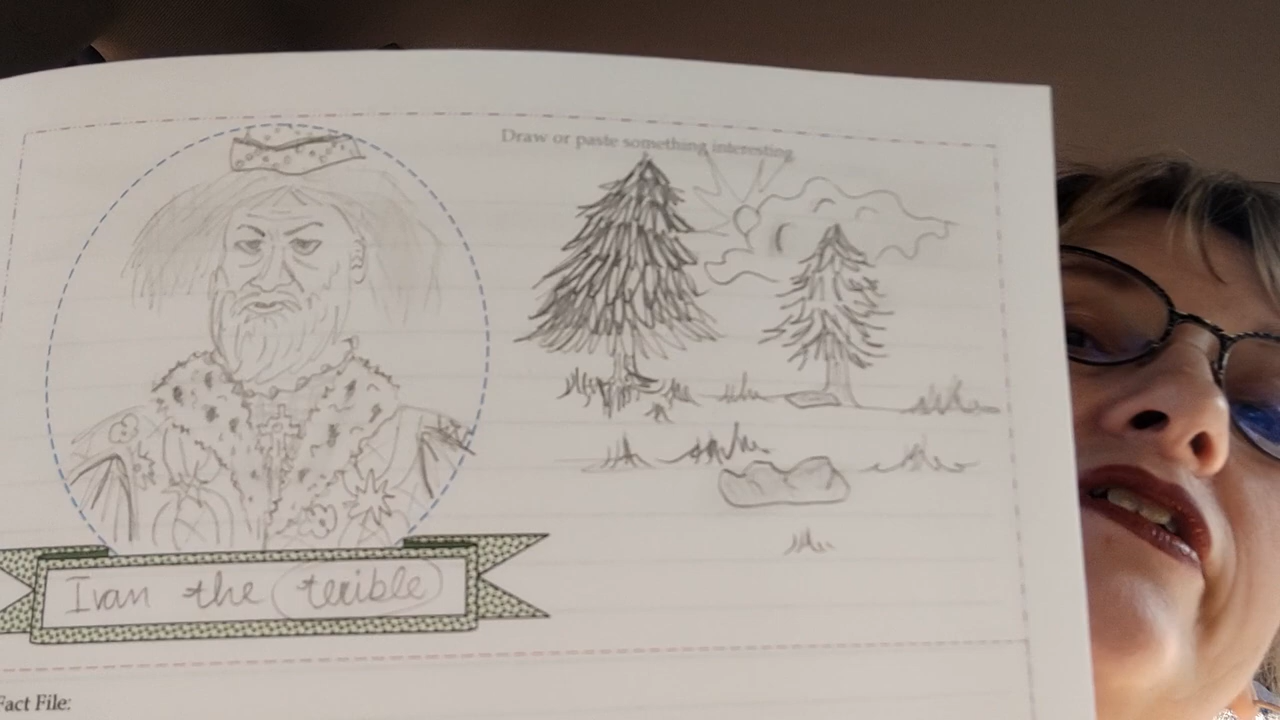 Draw or paste something interesting
Ivan the terible
Fact File: